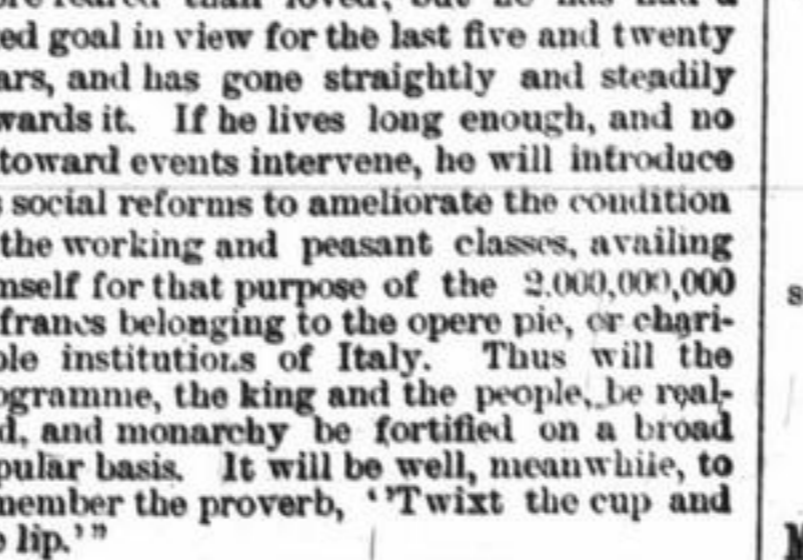 ed goal in view for the last five and twenty
ars, and has gone straightly and steadily
wards it. If he lives long enough, and no
toward events intervene, he will introduce
s social reforms to ameliorate the condition
the working and peasant classes, availing
mself for that purpose of the 2,000,000,000
francs belonging to the opere pie, or chari-
ble institutions of Italy. Thus will the
ogramme, the king and the people, be real-
d, and monarchy be fortified on a broad
pular basis. It will be well, meanwhile, to
member the proverb, "Twixt the cup and
lip.'"